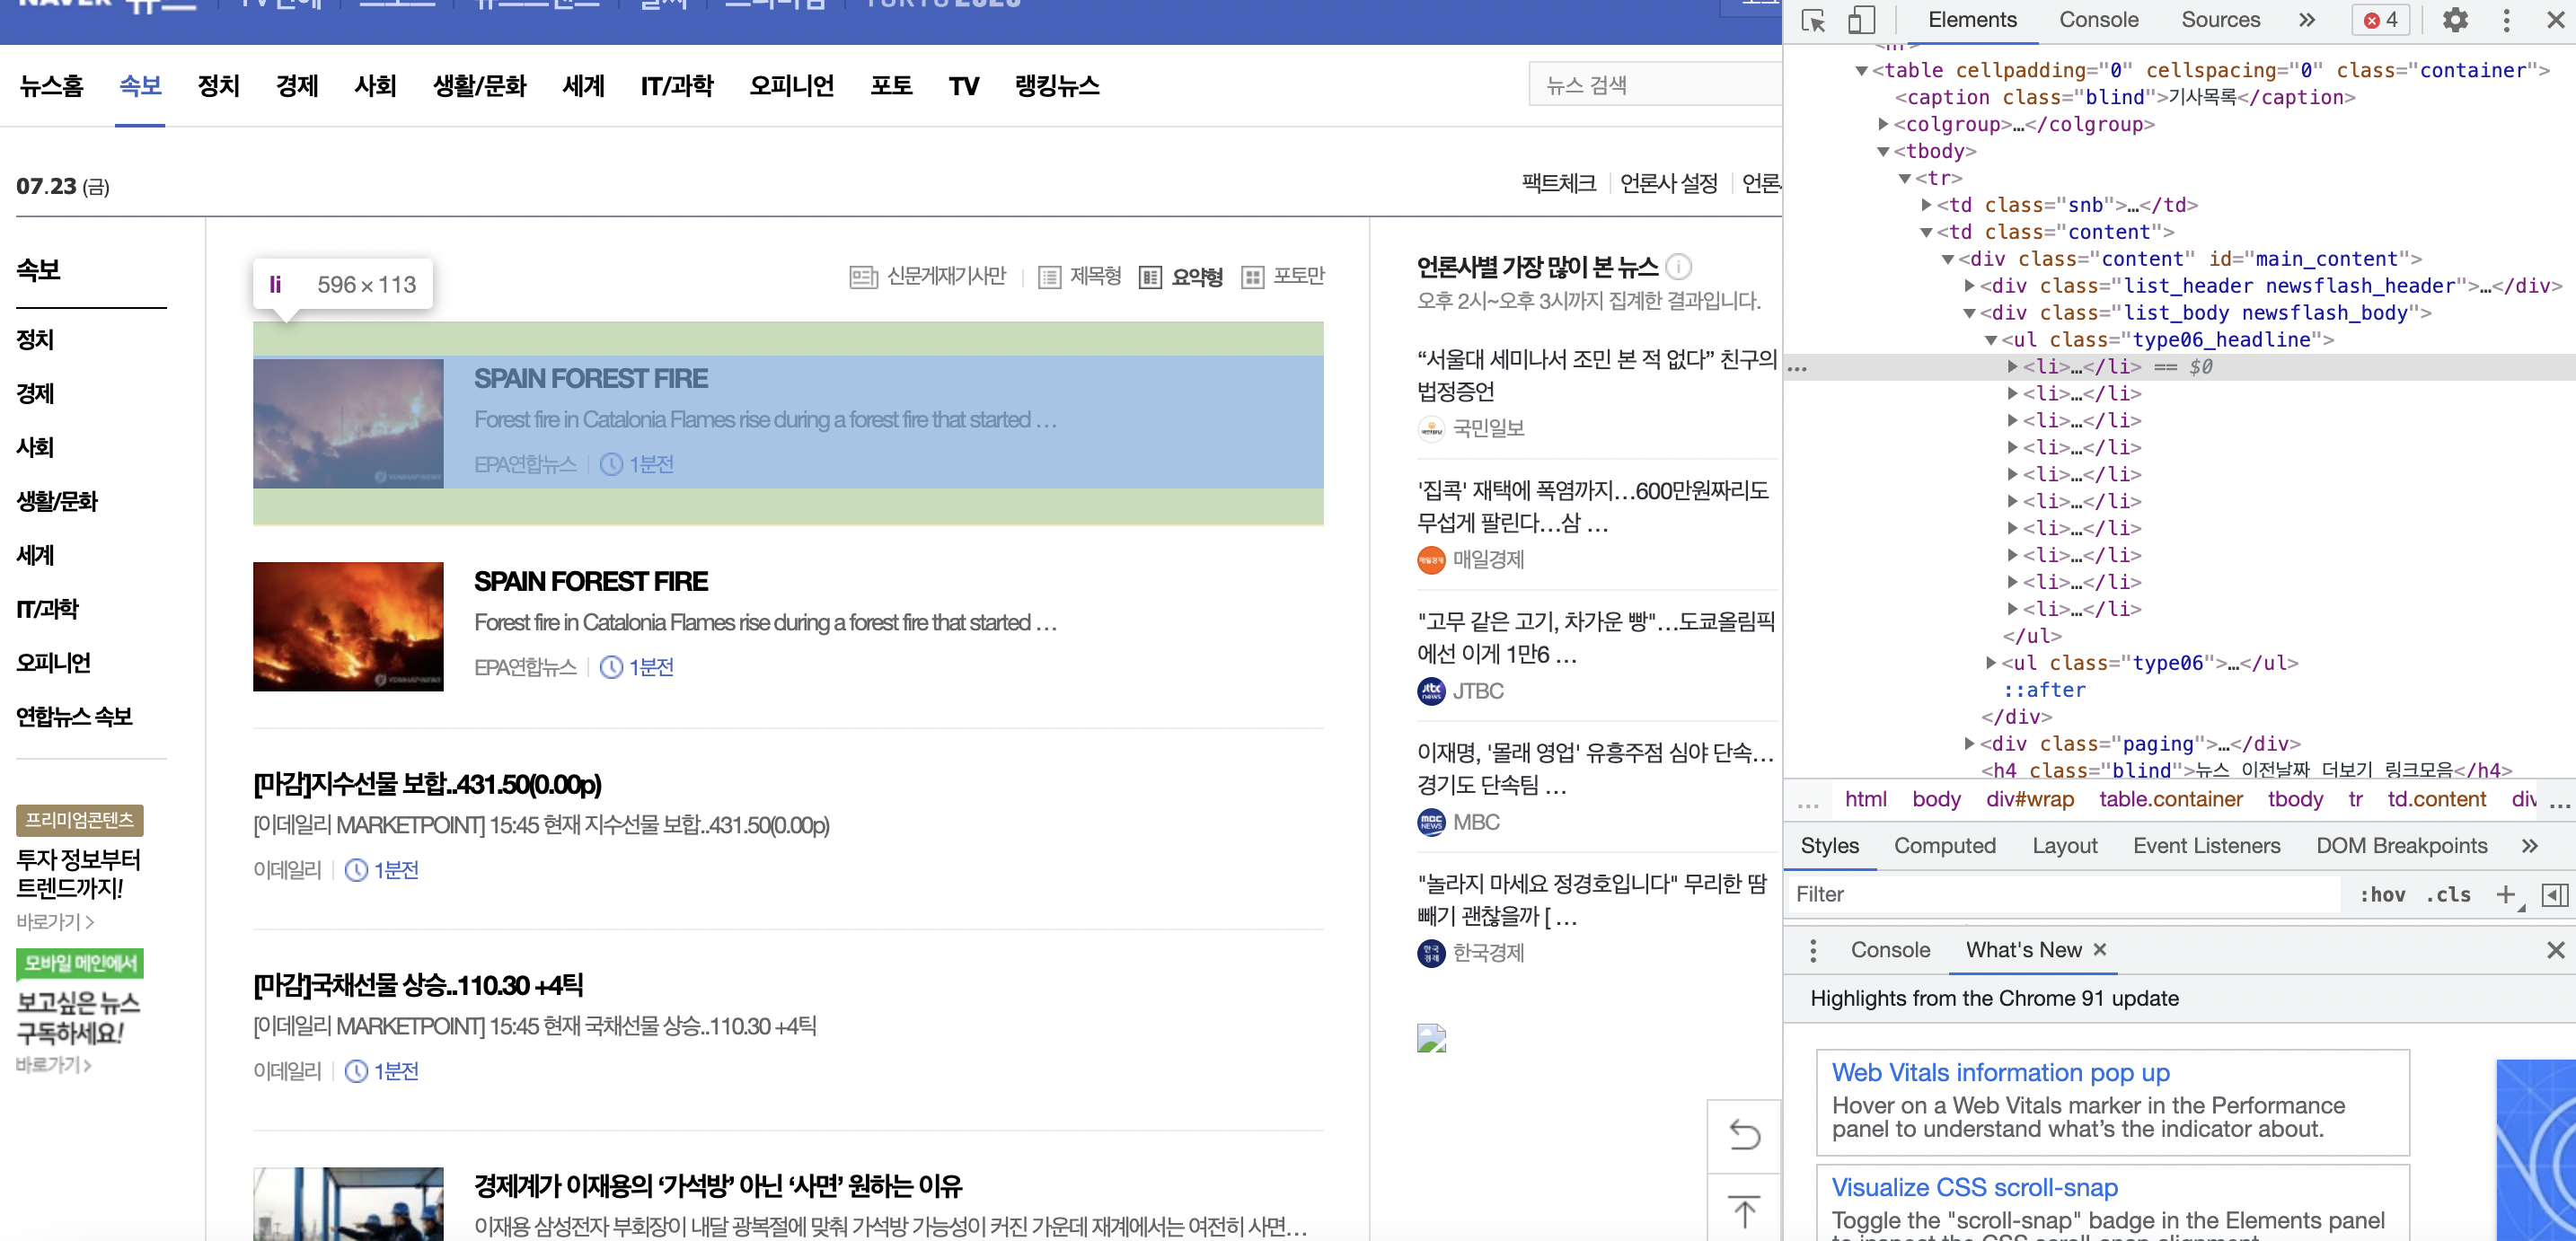 NAVER 뉴스
TV연예
스포츠
뉴스스탠드
날씨
프리미엄
TOKYO 2020
뉴스홈 속보 정치 경제 사회 생활/문화 세계 IT/과학 오피니언 포토 TV 랭킹뉴스
뉴스 검색
07.23 (금)
팩트체크 언론사 설정 언론
속보
정치
경제
사회
생활/문화
세계
IT/과학
오피니언
연합뉴스 속보
프리미엄콘텐츠
투자 정보부터
트렌드까지!
바로가기 >
모바일 메인에서
보고싶은 뉴스
구독하세요!
바로가기 >
li 596 × 113
신문게재기사만 제목형 요약형 포토만
SPAIN FOREST FIRE
Forest fire in Catalonia Flames rise during a forest fire that started …
EPA연합뉴스 1분전
SPAIN FOREST FIRE
Forest fire in Catalonia Flames rise during a forest fire that started …
EPA연합뉴스 1분전
[마감]지수선물 보합..431.50(0.00p)
[이데일리 MARKETPOINT] 15:45 현재 지수선물 보합..431.50(0.00p)
이데일리 1분전
[마감]국채선물 상승..110.30 +4틱
[이데일리 MARKETPOINT] 15:45 현재 국채선물 상승..110.30 +4틱
이데일리 1분전
경제계가 이재용의 ‘가석방’ 아닌 ‘사면’ 원하는 이유
이재용 삼성전자 부회장이 내달 광복절에 맞춰 가석방 가능성이 커진 가운데 재계에서는 여전히 사면…
언론사별 가장 많이 본 뉴스
오후 2시~오후 3시까지 집계한 결과입니다.
“서울대 세미나서 조민 본 적 없다” 친구의
법정증언
국민일보
'집콕' 재택에 폭염까지…600만원짜리도
무섭게 팔린다…삼 …
매일경제
"고무 같은 고기, 차가운 빵"…도쿄올림픽
에선 이게 1만6 …
JTBC
이재명, '몰래 영업' 유흥주점 심야 단속…
경기도 단속팀 …
MBC
"놀라지 마세요 정경호입니다" 무리한 땀
빼기 괜찮을까 [ …
한국경제
Elements Console Sources » 4
<table cellpadding="0" cellspacing="0" class="container">
<caption class="blind">기사목록</caption>
<colgroup>…</colgroup>
<tbody>
<tr>
<td class="snb">…</td>
<td class="content">
<div class="content" id="main_content">
<div class="list_header newsflash_header">…</div>
<div class="list_body newsflash_body">
<ul class="type06_headline">
<li>…</li> == $0
<li>…</li>
<li>…</li>
<li>…</li>
<li>…</li>
<li>…</li>
<li>…</li>
<li>…</li>
<li>…</li>
<li>…</li>
</ul>
<ul class="type06">…</ul>
::after
</div>
<div class="paging">…</div>
<h4 class="blind">뉴스 이전날짜 더보기 링크모음</h4>
... html body div#wrap table.container tbody tr td.content div ...
Styles Computed Layout Event Listeners DOM Breakpoints »
Filter :hov .cls +
Console What's New ×
Highlights from the Chrome 91 update
Web Vitals information pop up
Hover on a Web Vitals marker in the Performance
panel to understand what’s the indicator about.
Visualize CSS scroll-snap
Toggle the "scroll-snap" badge in the Elements panel
to inspect the CSS scroll-snap alignment.